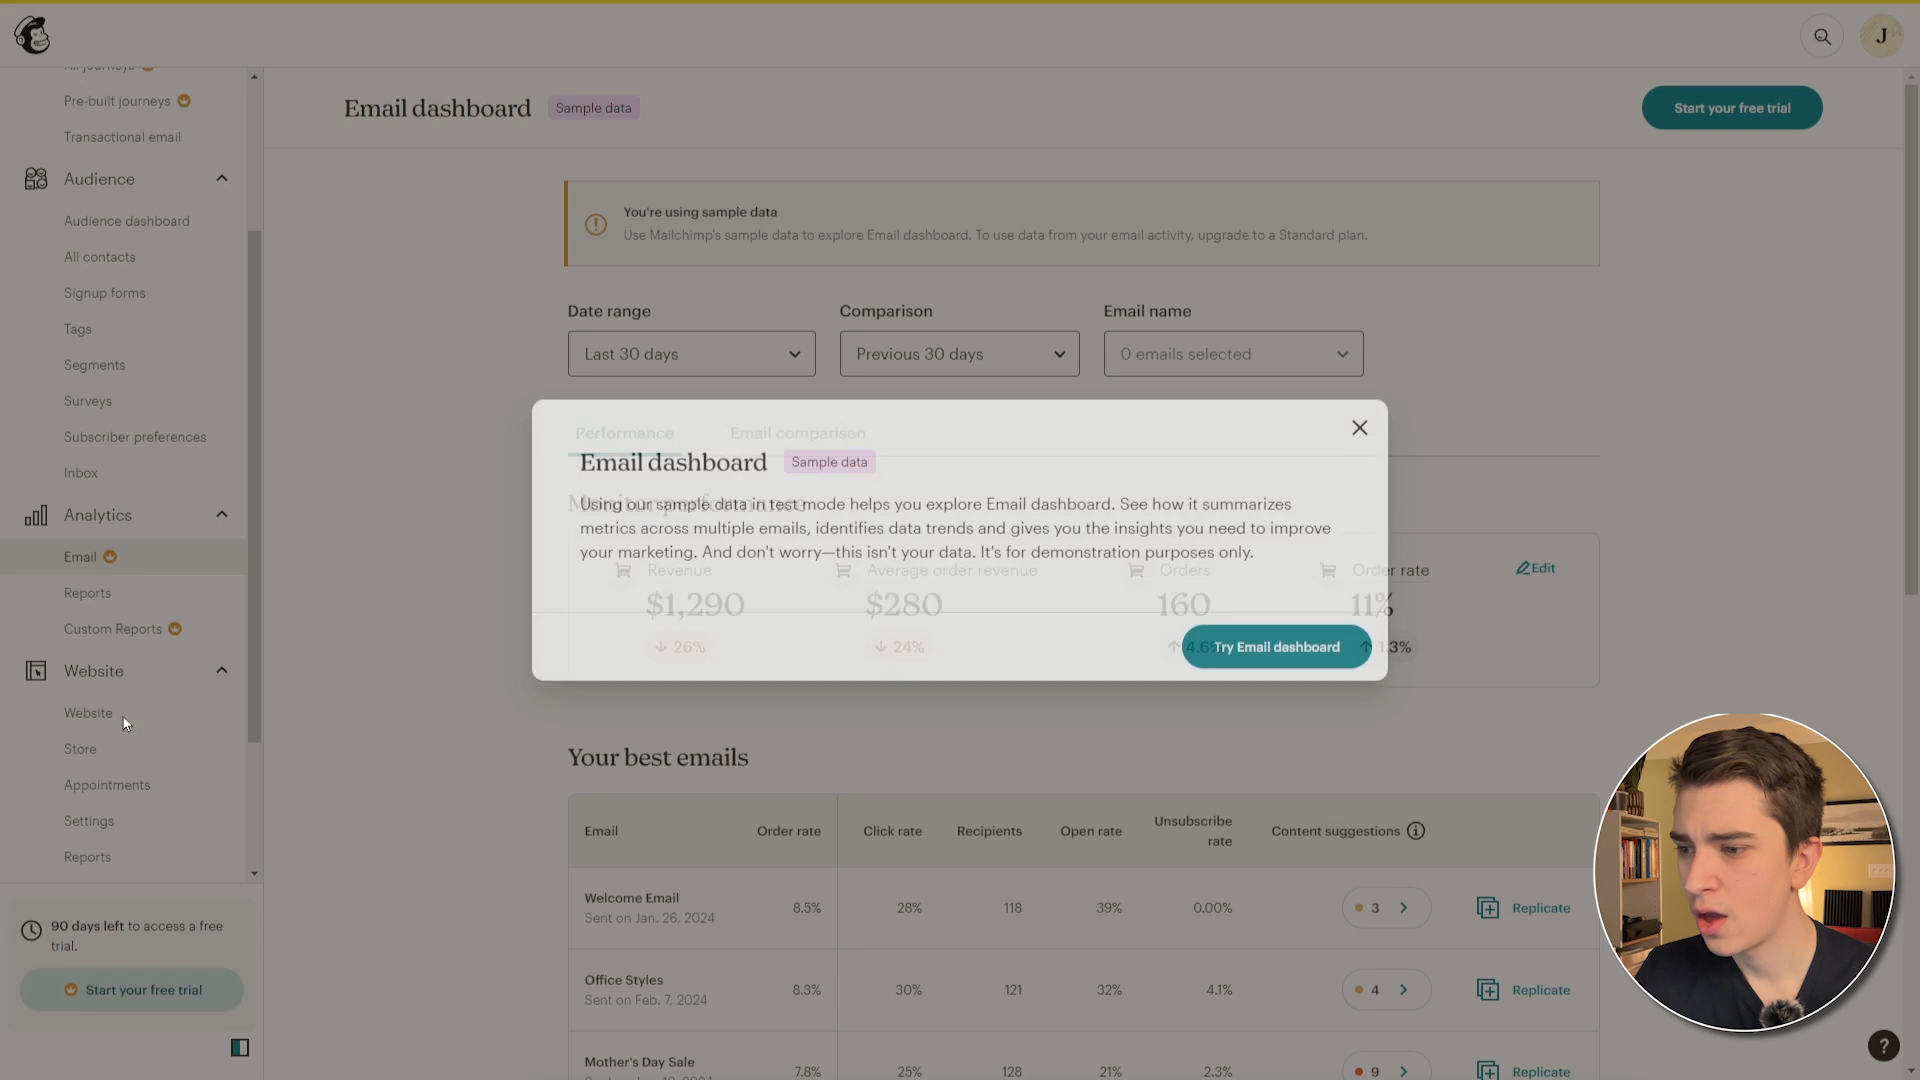 J
Pre-built journeys
Transactional email
Audience
Audience dashboard
All contacts
Signup forms
Tags
Segments
Surveys
Subscriber preferences
Inbox
Analytics
Email
Reports
Custom Reports
Website
Website
Store
Appointments
Settings
Reports
90 days left to access a free
trial.
Start your free trial
Email dashboard
Sample data
Start your free trial
You're using sample data
Use Mailchimp's sample data to explore Email dashboard. To use data from your email activity, upgrade to a Standard plan.
Date range
Comparison
Email name
Last 30 days
Previous 30 days
0 emails selected
Performance
Email comparison
Email dashboard
Sample data
Monitor performance
Using our sample data in test mode helps you explore Email dashboard. See how it summarizes
metrics across multiple emails, identifies data trends and gives you the insights you need to improve
your marketing. And don't worry—this isn't your data. It's for demonstration purposes only.
Revenue
Average order revenue
Orders
Order rate
Edit
$1,290
$280
160
11%
26%
24%
Try Email dashboard
1.3%
Your best emails
Email
Order rate
Click rate
Recipients
Open rate
Unsubscribe
rate
Content suggestions
Welcome Email
Sent on Jan. 26, 2024
8.5%
28%
118
39%
0.00%
3
Replicate
Office Styles
Sent on Feb. 7, 2024
8.3%
30%
121
32%
4.1%
4
Replicate
Mother's Day Sale
7.8%
25%
128
21%
2.3%
9
Replicate
?